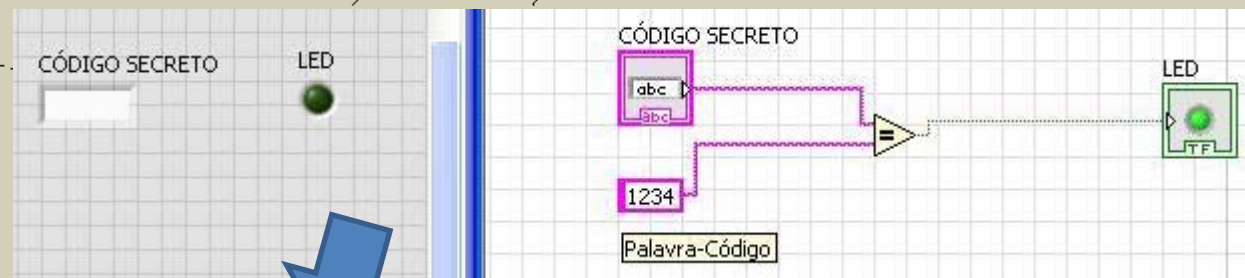 CÓDIGO SECRETO
LED
CÓDIGO SECRETO
abc
abc
=
LED
TF
1234
Palavra-Código